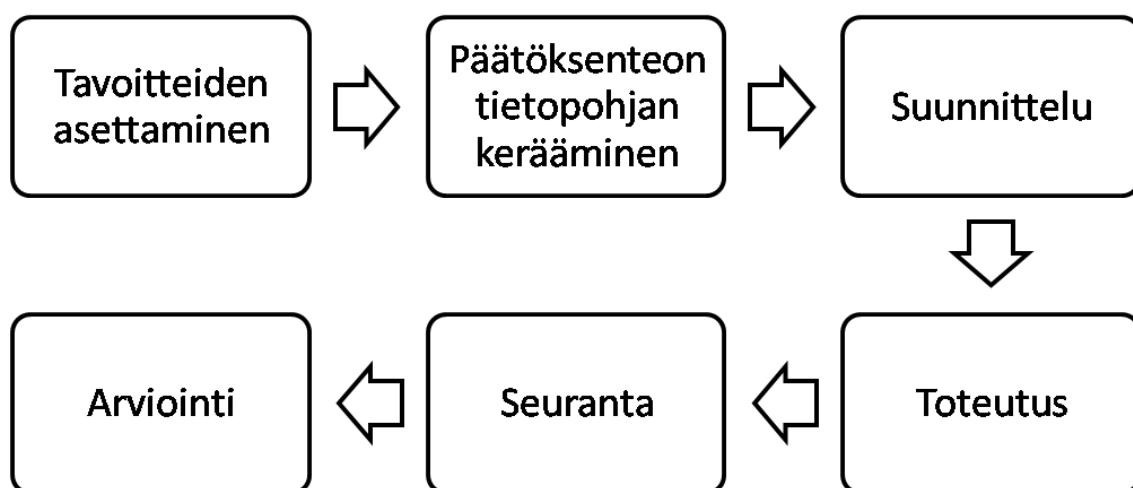 Tavoitteiden
asettaminen
Päätöksenteon
tietopohjan
kerääminen
Suunnittelu
Toteutus
Seuranta
Arviointi